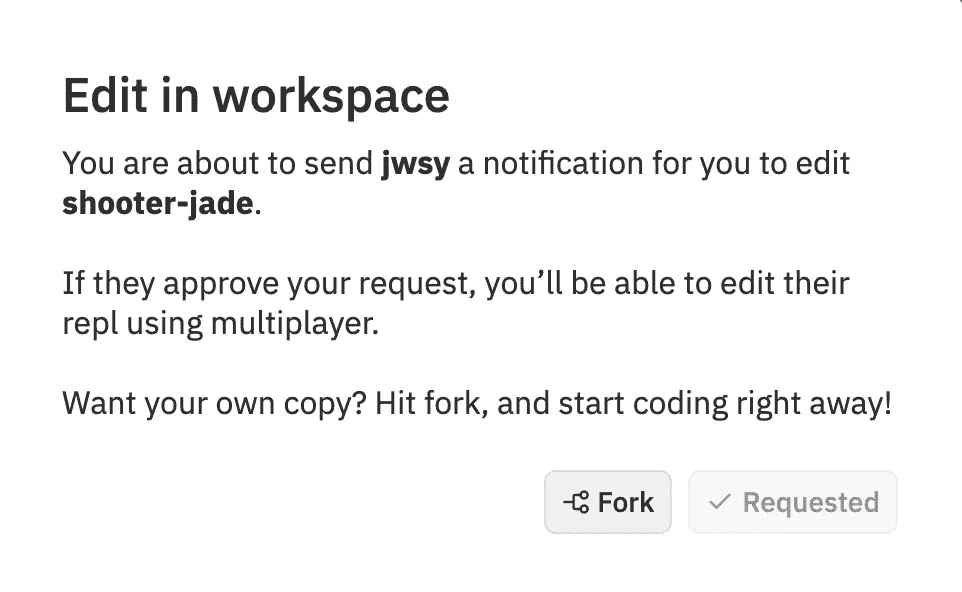 Edit in workspace
You are about to send jwsy a notification for you to edit
shooter-jade.
If they approve your request, you’ll be able to edit their
repl using multiplayer.
Want your own copy? Hit fork, and start coding right away!
Fork
Requested